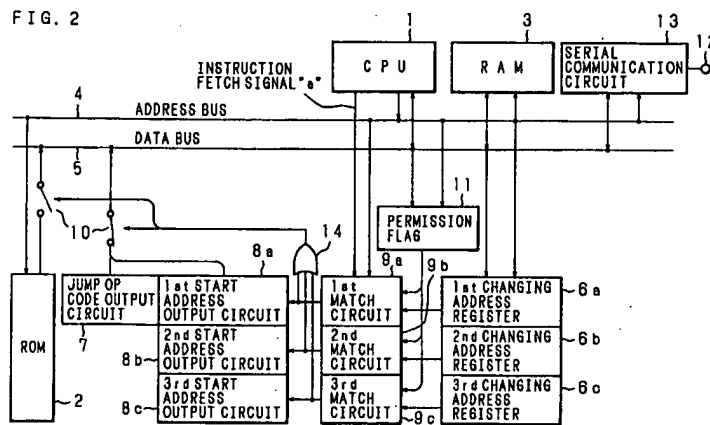 FIG. 2
1
3
13
12
CPU
RAM
SERIAL
COMMUNICATION
CIRCUIT
INSTRUCTION
FETCH SIGNAL "a"
4
ADDRESS BUS
DATA BUS
5
11
PERMISSION
FLAG
10
14
8a
9a
9b
JUMP OP
CODE OUTPUT
CIRCUIT
7
1st START
ADDRESS
OUTPUT CIRCUIT
1st
MATCH
CIRCUIT
1st CHANGING
ADDRESS
REGISTER
6a
ROM
2
8b
2nd START
ADDRESS
OUTPUT CIRCUIT
2nd
MATCH
CIRCUIT
2nd CHANGING
ADDRESS
REGISTER
6b
8c
3rd START
ADDRESS
OUTPUT CIRCUIT
3rd
MATCH
CIRCUIT
9c
3rd CHANGING
ADDRESS
REGISTER
6c